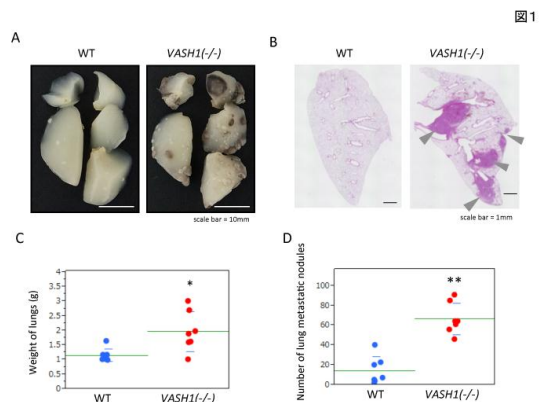 図1
A
WT
VASH1(-/-)
scale bar = 10mm
B
WT
VASH1(-/-)
scale bar = 1mm
C
Weight of lungs (g)
4
3.5
3
2.5
2
1.5
1
0.5
0
*
WT
VASH1(-/-)
D
Number of lung metastatic nodules
100
80
60
40
20
0
**
WT
VASH1(-/-)